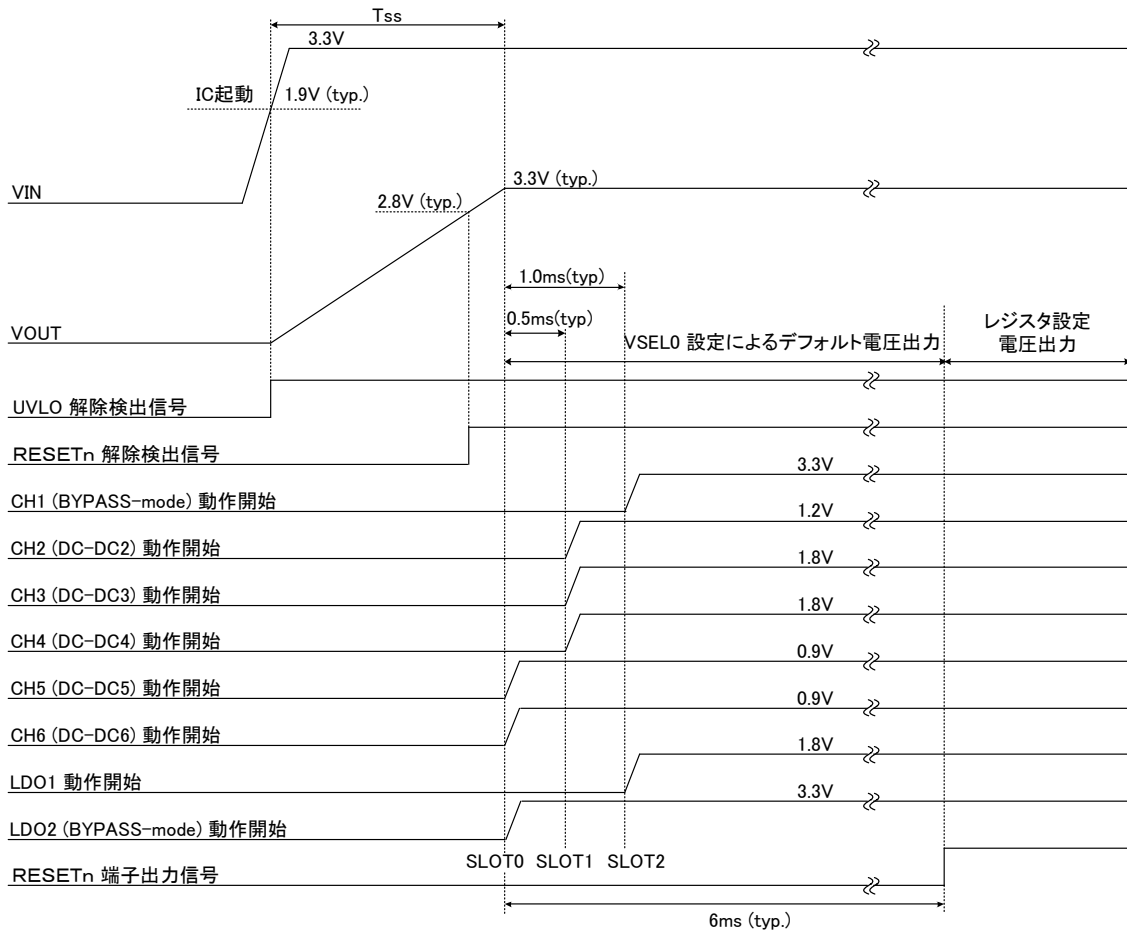 Tss
3.3V
IC起動
1.9V (typ.)
VIN
3.3V (typ.)
2.8V (typ.)
1.0ms(typ)
0.5ms(typ)
VOUT
VSEL0 設定によるデフォルト電圧出力
レジスタ設定
電圧出力
UVLO 解除検出信号
RESETn 解除検出信号
3.3V
CH1 (BYPASS-mode) 動作開始
1.2V
CH2 (DC-DC2) 動作開始
1.8V
CH3 (DC-DC3) 動作開始
1.8V
CH4 (DC-DC4) 動作開始
0.9V
CH5 (DC-DC5) 動作開始
0.9V
CH6 (DC-DC6) 動作開始
1.8V
LDO1 動作開始
3.3V
LDO2 (BYPASS-mode) 動作開始
SLOT0 SLOT1 SLOT2
RESETn 端子出力信号
6ms (typ.)